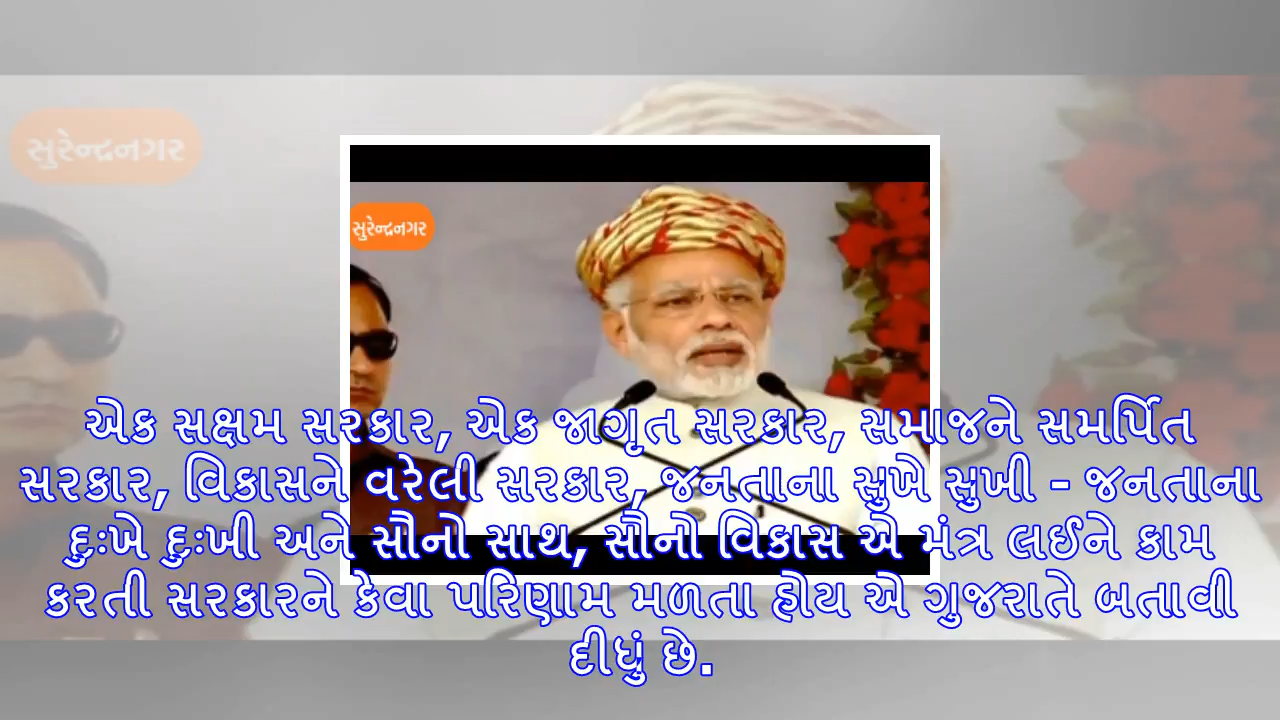 સુરેન્દ્રનગર
સુરેન્દ્રનગર
એક સક્ષમ સરકાર, એક જાગૃત સરકાર, સમાજને સમર્પિત
સરકાર, વિકાસને વરેલી સરકાર, જનતાના સુખે સુખી - જનતાના
દુઃખે દુઃખી અને સૌનો સાથ, સૌનો વિકાસ એ મંત્ર લઈને કામ
કરતી સરકારને કેવા પરિણામ મળતા હોય એ ગુજરાતે બતાવી
દીધું છે.